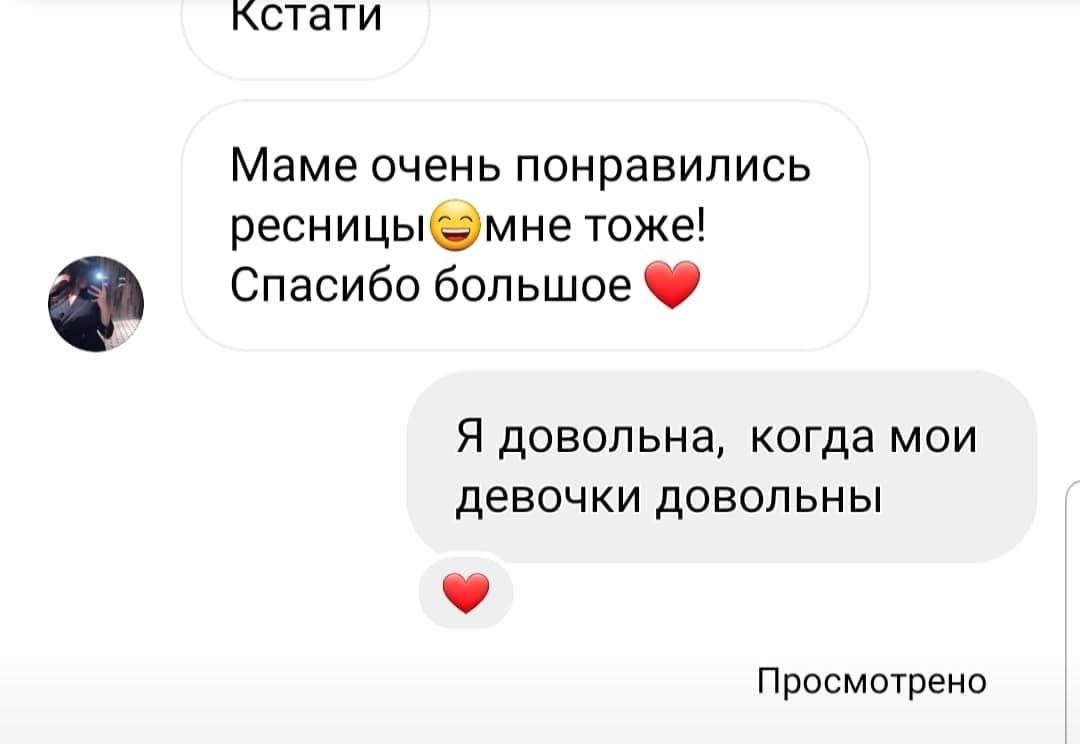 Кстати
Маме очень понравились
ресницы😄мне тоже!
Спасибо большое ❤️
Я довольна, когда мои
девочки довольны
❤️
Просмотрено